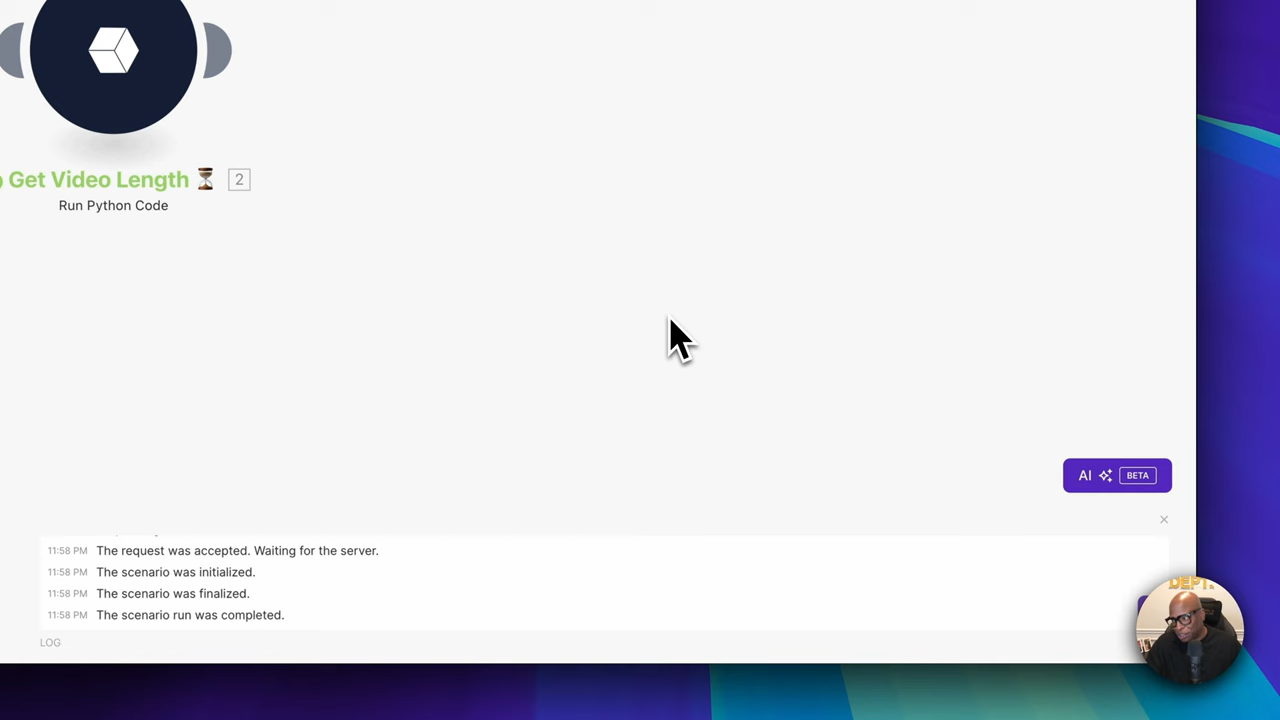 Get Video Length 2
Run Python Code
AI BETA
11:58 PM The request was accepted. Waiting for the server.
11:58 PM The scenario was initialized.
11:58 PM The scenario was finalized.
11:58 PM The scenario run was completed.
DEPT
LOG